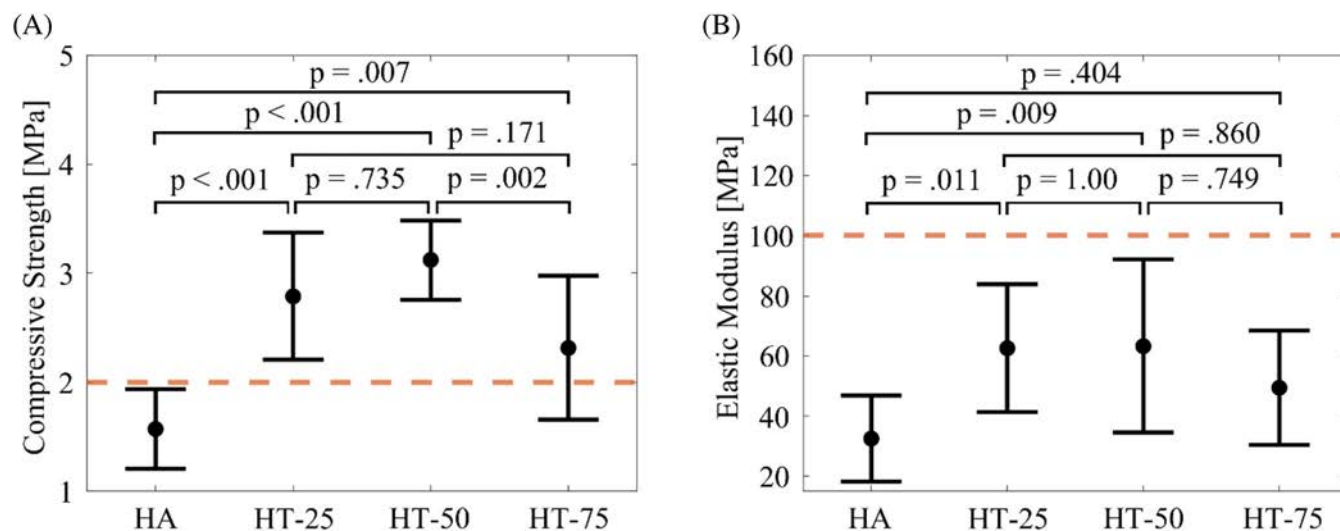 (A)
Compressive Strength [MPa]
5
4
3
2
1
p = .007
p < .001
p = .171
p <.001
p = .735
p = .002
HA
HT-25
HT-50
HT-75
(B)
Elastic Modulus [MPa]
160
140
120
100
80
60
40
20
p = .404
p = .009
p = .860
p = .011
p = 1.00
p = .749
HA
HT-25
HT-50
HT-75